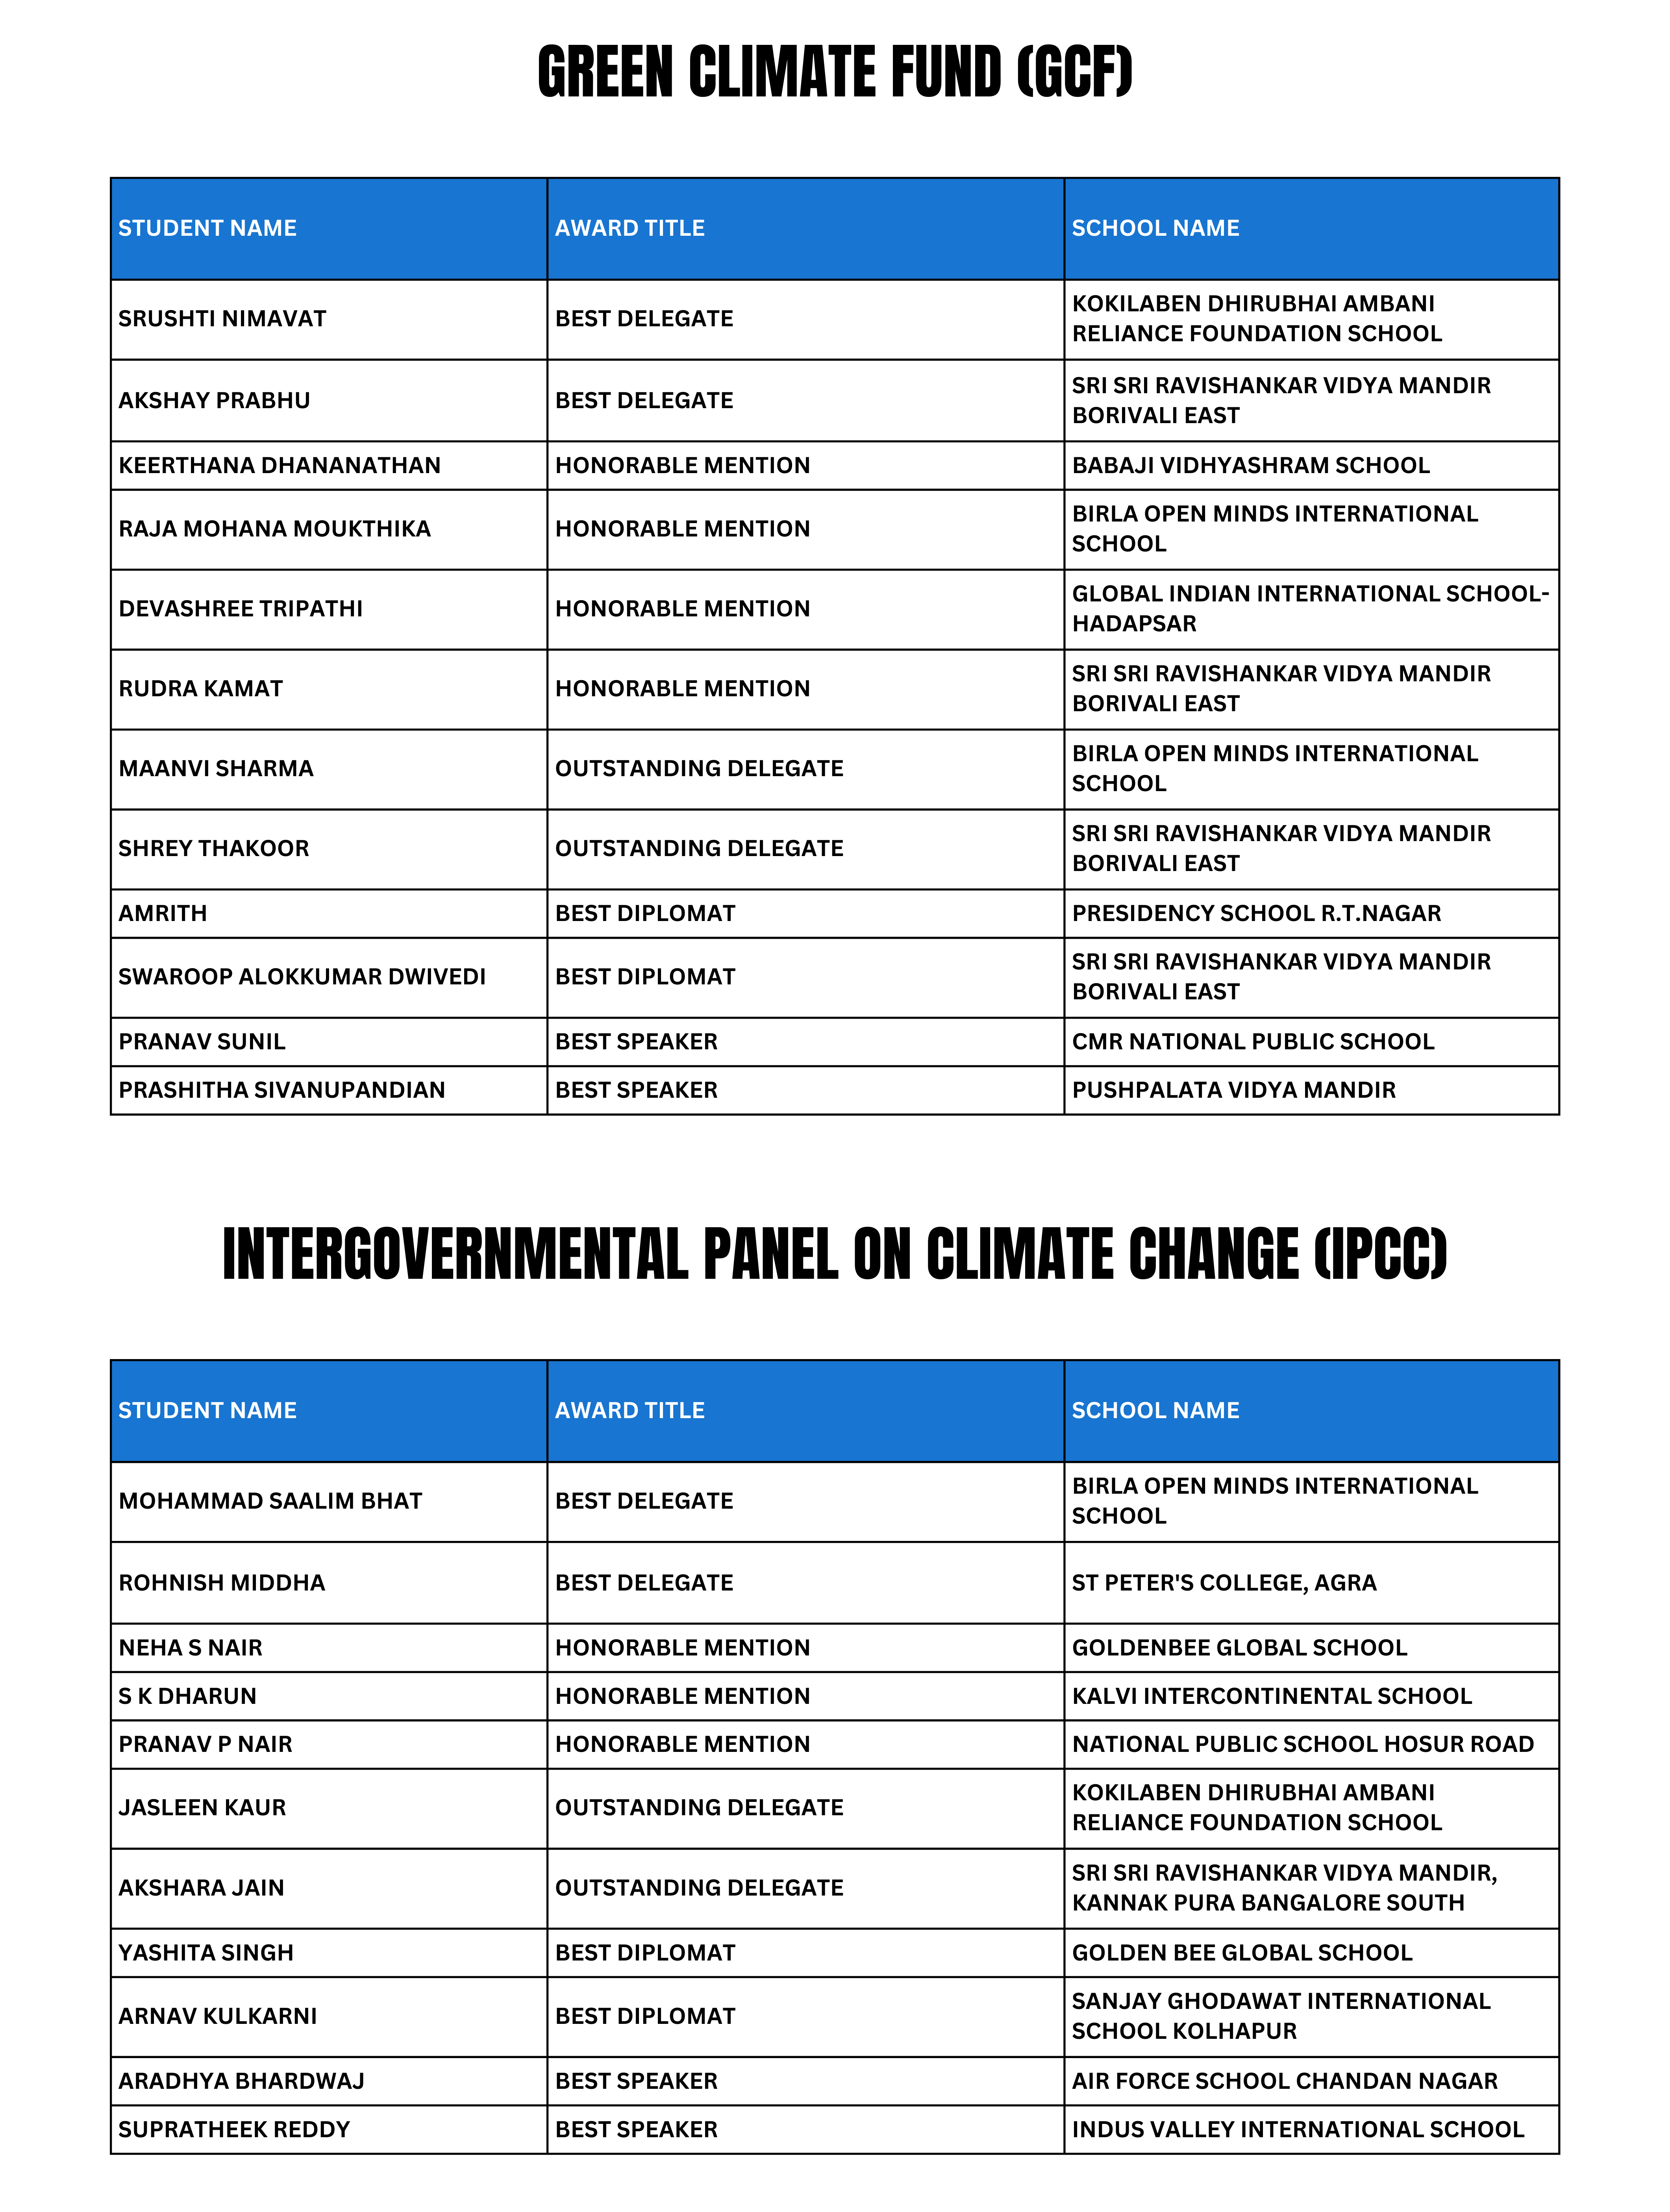 GREEN CLIMATE FUND (GCF)
STUDENT NAME AWARD TITLE SCHOOL NAME
SRUSHTI NIMAVAT BEST DELEGATE KOKILABEN DHIRUBHAI AMBANI
RELIANCE FOUNDATION SCHOOL
AKSHAY PRABHU BEST DELEGATE SRI SRI RAVISHANKAR VIDYA MANDIR
BORIVALI EAST
KEERTHANA DHANANATHAN HONORABLE MENTION BABAJI VIDHYASHRAM SCHOOL
RAJA MOHANA MOUKTHIKA HONORABLE MENTION BIRLA OPEN MINDS INTERNATIONAL
SCHOOL
DEVASHREE TRIPATHI HONORABLE MENTION GLOBAL INDIAN INTERNATIONAL SCHOOL-
HADAPSAR
RUDRA KAMAT HONORABLE MENTION SRI SRI RAVISHANKAR VIDYA MANDIR
BORIVALI EAST
MAANVI SHARMA OUTSTANDING DELEGATE BIRLA OPEN MINDS INTERNATIONAL
SCHOOL
SHREY THAKOOR OUTSTANDING DELEGATE SRI SRI RAVISHANKAR VIDYA MANDIR
BORIVALI EAST
AMRITH BEST DIPLOMAT PRESIDENCY SCHOOL R.T.NAGAR
SWAROOP ALOKKUMAR DWIVEDI BEST DIPLOMAT SRI SRI RAVISHANKAR VIDYA MANDIR
BORIVALI EAST
PRANAV SUNIL BEST SPEAKER CMR NATIONAL PUBLIC SCHOOL
PRASHITHA SIVANUPANDIAN BEST SPEAKER PUSHPALATA VIDYA MANDIR
INTERGOVERNMENTAL PANEL ON CLIMATE CHANGE (IPCC)
STUDENT NAME AWARD TITLE SCHOOL NAME
MOHAMMAD SAALIM BHAT BEST DELEGATE BIRLA OPEN MINDS INTERNATIONAL
SCHOOL
ROHNISH MIDDHA BEST DELEGATE ST PETER'S COLLEGE, AGRA
NEHA S NAIR HONORABLE MENTION GOLDENBEE GLOBAL SCHOOL
S K DHARUN HONORABLE MENTION KALVI INTERCONTINENTAL SCHOOL
PRANAV P NAIR HONORABLE MENTION NATIONAL PUBLIC SCHOOL HOSUR ROAD
JASLEEN KAUR OUTSTANDING DELEGATE KOKILABEN DHIRUBHAI AMBANI
RELIANCE FOUNDATION SCHOOL
AKSHARA JAIN OUTSTANDING DELEGATE SRI SRI RAVISHANKAR VIDYA MANDIR,
KANNAK PURA BANGALORE SOUTH
YASHITA SINGH BEST DIPLOMAT GOLDEN BEE GLOBAL SCHOOL
ARNAV KULKARNI BEST DIPLOMAT SANJAY GHODAWAT INTERNATIONAL
SCHOOL KOLHAPUR
ARADHYA BHARDWAJ BEST SPEAKER AIR FORCE SCHOOL CHANDAN NAGAR
SUPRATHEEK REDDY BEST SPEAKER INDUS VALLEY INTERNATIONAL SCHOOL